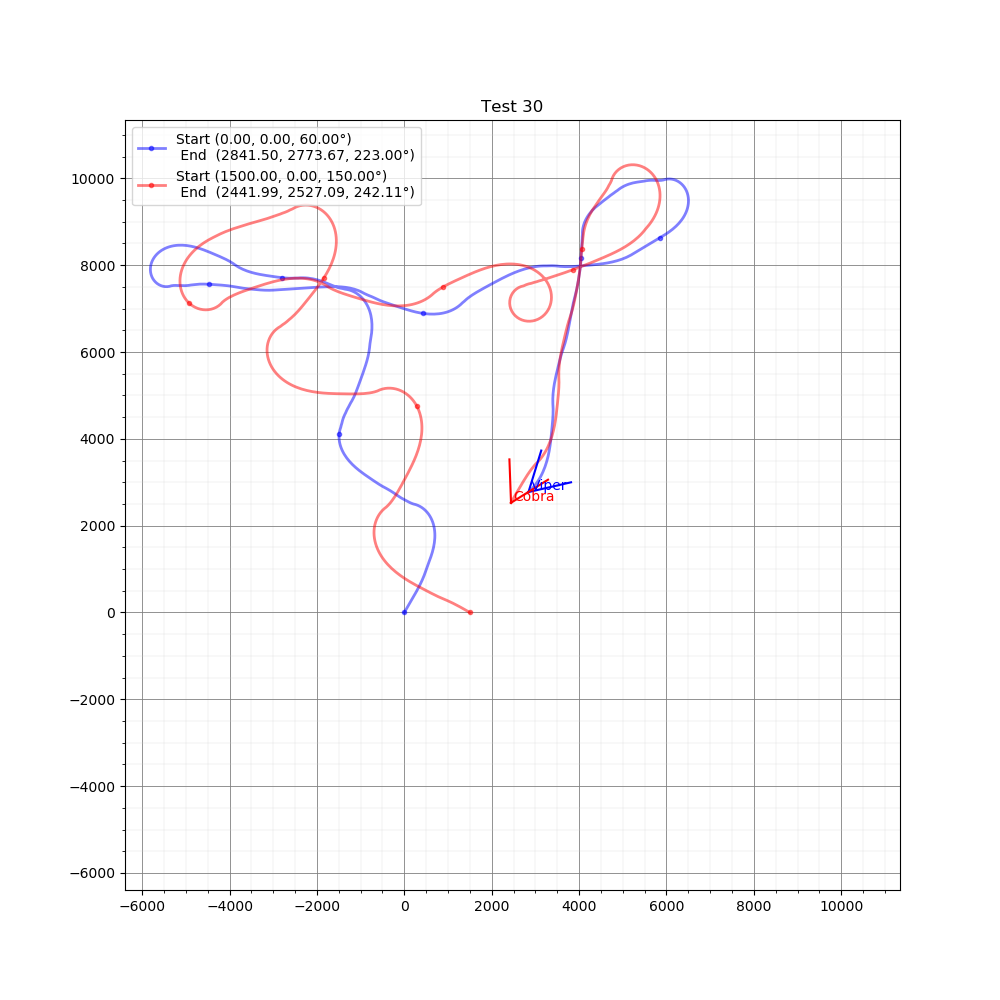 Test 30
Start (0.00, 0.00, 60.00°)
End (2841.50, 2773.67, 223.00°)
Start (1500.00, 0.00, 150.00°)
End (2441.99, 2527.09, 242.11°)
10000
8000
6000
4000
2000
0
−2000
−4000
−6000
Viper
Cobra
−6000 −4000 −2000 0 2000 4000 6000 8000 10000